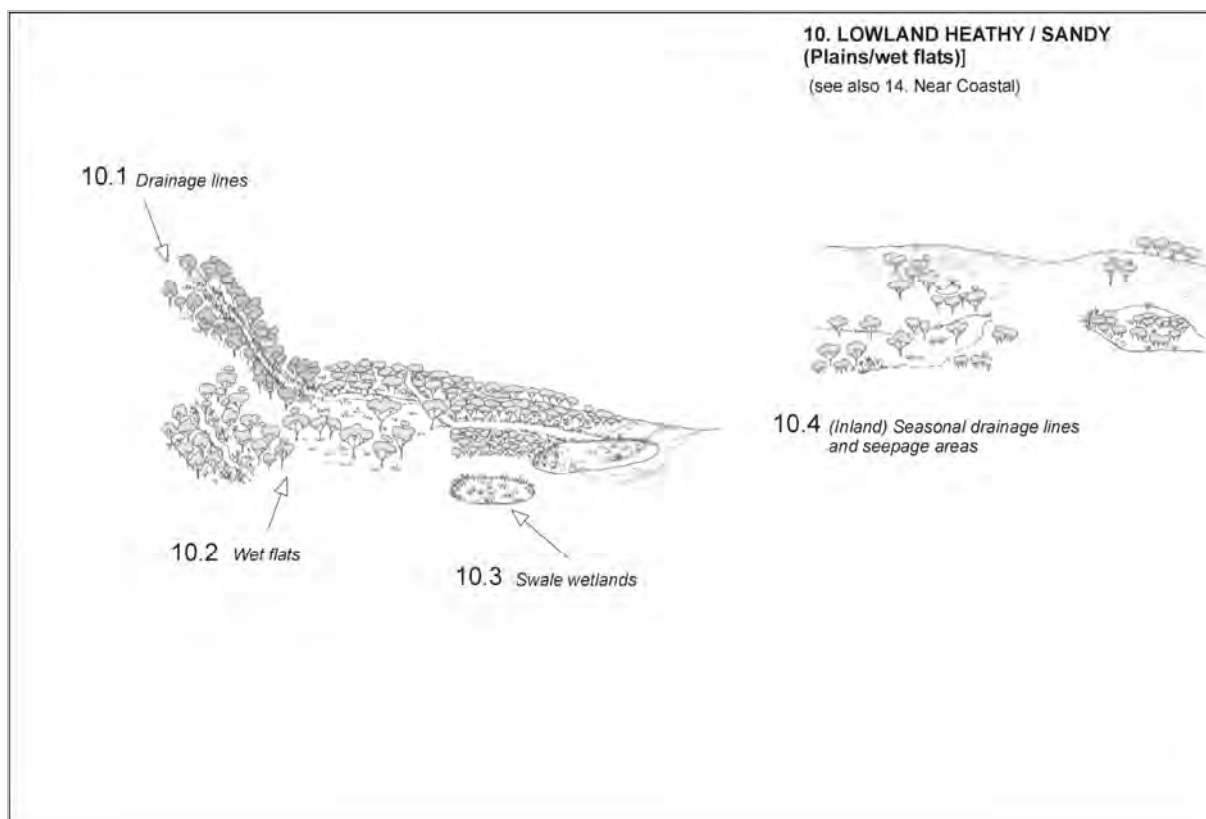 10. LOWLAND HEATHY / SANDY
(Plains/wet flats)]
(see also 14. Near Coastal)
10.1 Drainage lines
10.2 Wet flats
10.3 Swale wetlands
10.4 (Inland) Seasonal drainage lines
and seepage areas